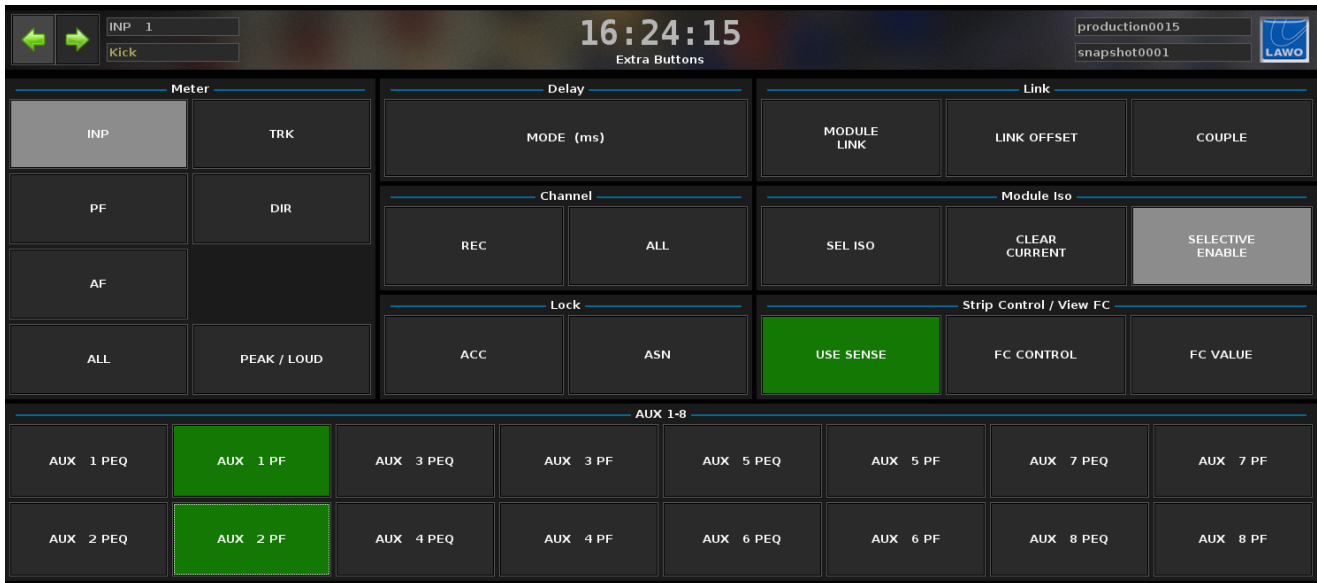 INP 1
Kick
16:24:15
Extra Buttons
production0015
snapshot0001
LAWO
Meter
INP
TRK
PF
DIR
AF
ALL
PEAK / LOUD
Delay
MODE (ms)
Channel
REC
ALL
Lock
ACC
ASN
Link
MODULE
LINK
LINK OFFSET
COUPLE
Module Iso
SEL ISO
CLEAR
CURRENT
SELECTIVE
ENABLE
Strip Control / View FC
USE SENSE
FC CONTROL
FC VALUE
AUX 1-8
AUX 1 PEQ
AUX 1 PF
AUX 3 PEQ
AUX 3 PF
AUX 5 PEQ
AUX 5 PF
AUX 7 PEQ
AUX 7 PF
AUX 2 PEQ
AUX 2 PF
AUX 4 PEQ
AUX 4 PF
AUX 6 PEQ
AUX 6 PF
AUX 8 PEQ
AUX 8 PF